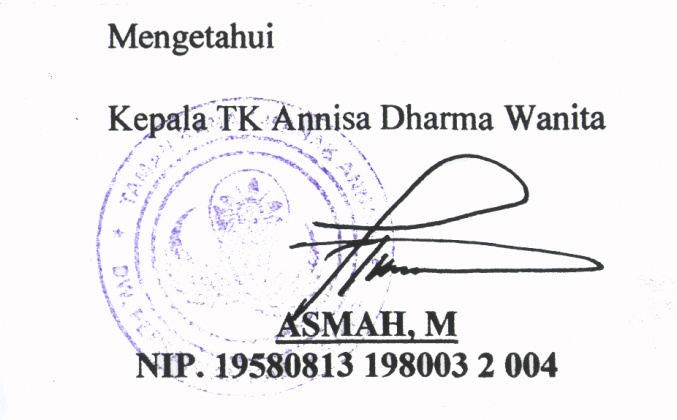 Mengetahui
Kepala TK Annisa Dharma Wanita
ASMAH, M
NIP. 19580813 198003 2 004